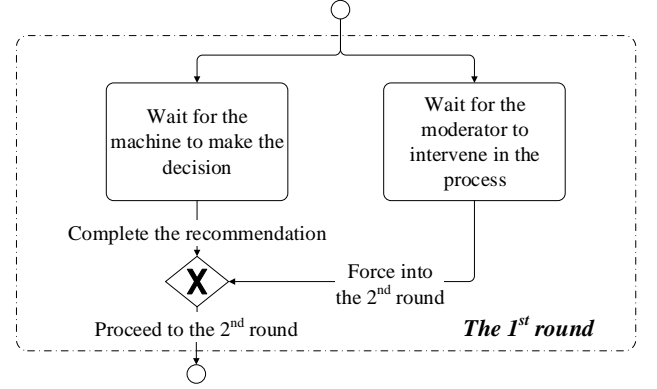 Wait for the
machine to make the
decision
Wait for the
moderator to
intervene in the
process
Complete the recommendation
X
Force into
the 2nd round
Proceed to the 2nd round
The 1st round